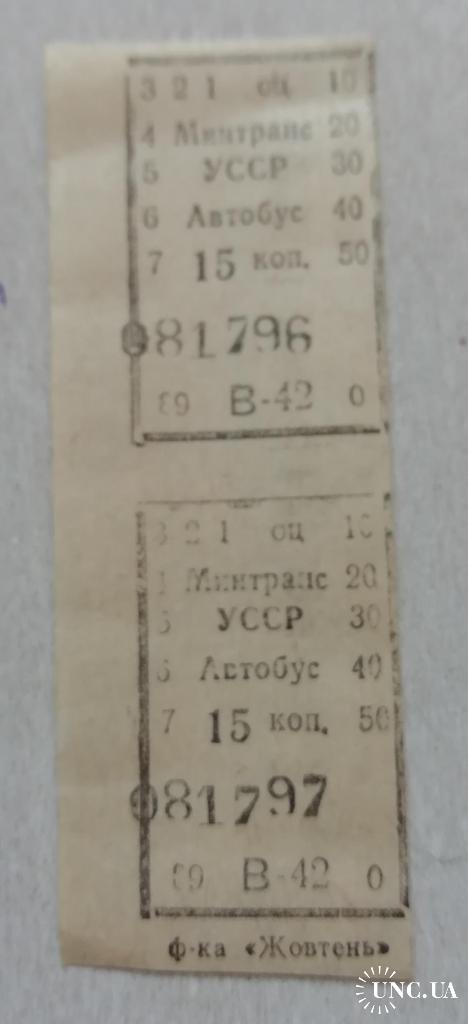 3 2 1 оц 10
4 Минтранс 20
5 УССР 30
6 Автобус 40
7 15 коп. 50
081796
89 В-42 0
3 2 1 оц 10
Минтранс 20
5 УССР 30
6 Автобус 40
7 15 коп. 50
081797
89 В-42 0
ф-ка «Жовтень»
UNC.UA